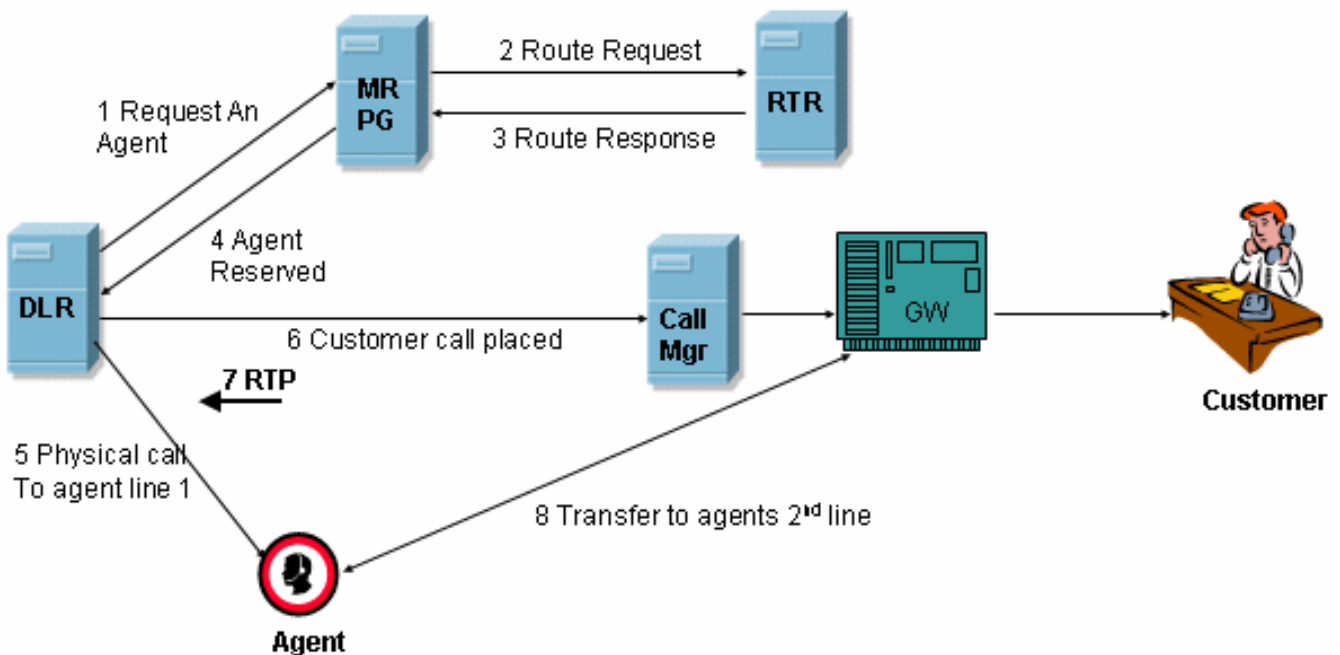 2 Route Request
MR
PG
RTR
1 Request An
Agent
3 Route Response
4 Agent
Reserved
DLR
6 Customer call placed
Call
Mgr
GW
7 RTP
Customer
5 Physical call
To agent line 1
8 Transfer to agents 2nd line
Agent